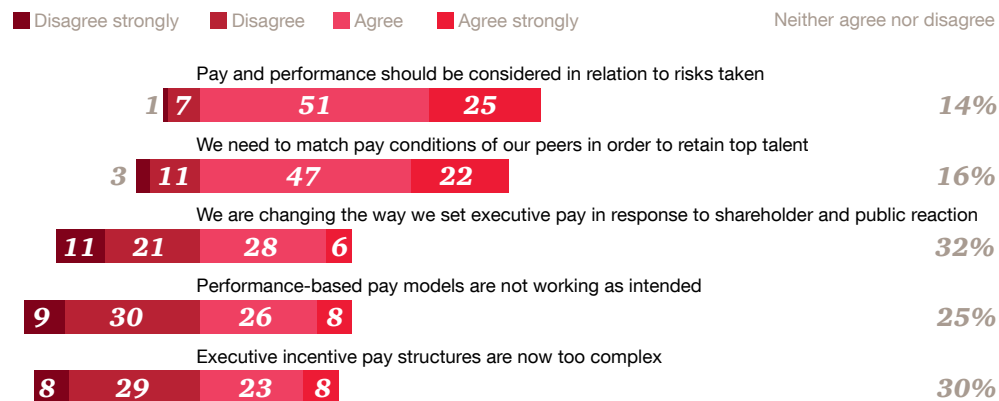 Disagree strongly Disagree Agree Agree strongly Neither agree nor disagree
Pay and performance should be considered in relation to risks taken
1 7 51 25 14%
We need to match pay conditions of our peers in order to retain top talent
3 11 47 22 16%
We are changing the way we set executive pay in response to shareholder and public reaction
11 21 28 6 32%
Performance-based pay models are not working as intended
9 30 26 8 25%
Executive incentive pay structures are now too complex
8 29 23 8 30%